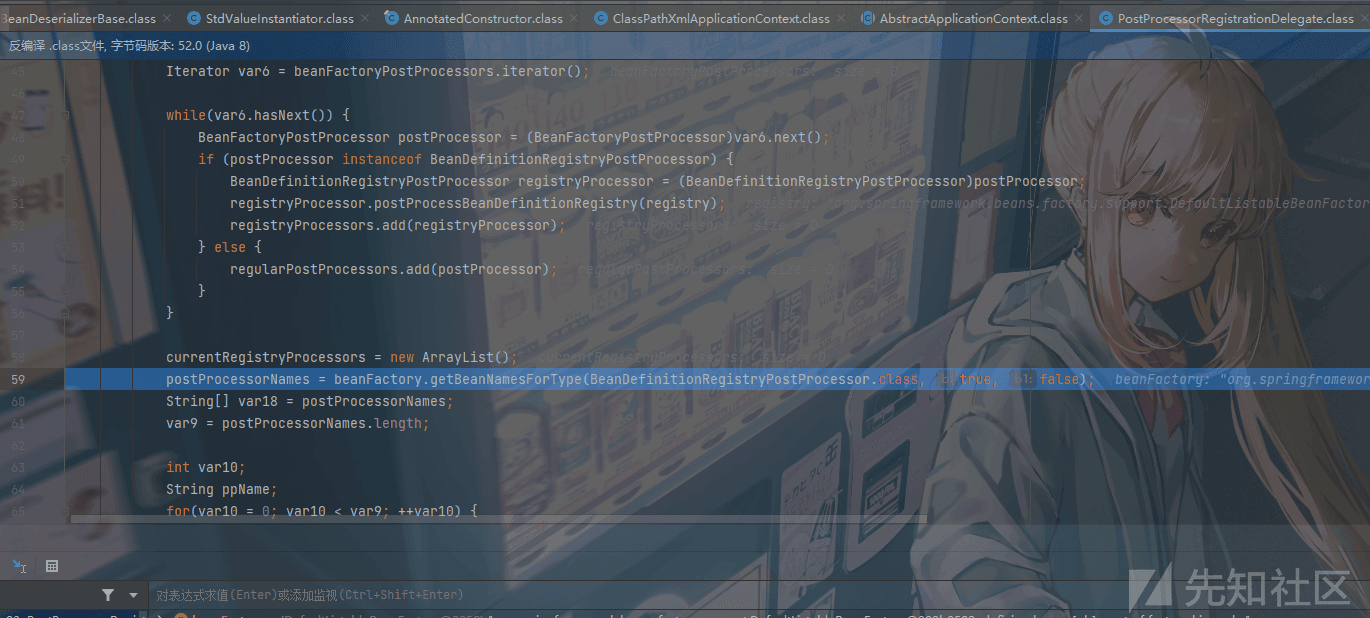 BeanDeserializerBase.class × StdValueInstantiator.class × AnnotatedConstructor.class × ClassPathXmlApplicationContext.class × AbstractApplicationContext.class × PostProcessorRegistrationDelegate.class
反编译 .class文件, 字节码版本: 52.0 (Java 8)
45 Iterator var6 = beanFactoryPostProcessors.iterator(); beanFactoryPostProcessors: size = 0
46
47 while(var6.hasNext()) {
48 BeanFactoryPostProcessor postProcessor = (BeanFactoryPostProcessor)var6.next();
49 if (postProcessor instanceof BeanDefinitionRegistryPostProcessor) {
50 BeanDefinitionRegistryPostProcessor registryProcessor = (BeanDefinitionRegistryPostProcessor)postProcessor;
51 registryProcessor.postProcessBeanDefinitionRegistry(registry); registry: "org.springframework.beans.factory.support.DefaultListableBeanFactor
52 registryProcessors.add(registryProcessor); registryProcessors: size = 0
53 } else {
54 regularPostProcessors.add(postProcessor); regularPostProcessors: size = 0
55 }
56 }
57
58 currentRegistryProcessors = new ArrayList(); currentRegistryProcessors: size = 0
59 postProcessorNames = beanFactory.getBeanNamesForType(BeanDefinitionRegistryPostProcessor.class, true, b1: false); beanFactory: "org.springframewor
60 String[] var18 = postProcessorNames;
61 var9 = postProcessorNames.length;
62
63 int var10;
64 String ppName;
65 for(var10 = 0; var10 < var9; ++var10) {
对表达式求值(Enter)或添加监视(Ctrl+Shift+Enter)
先知社区